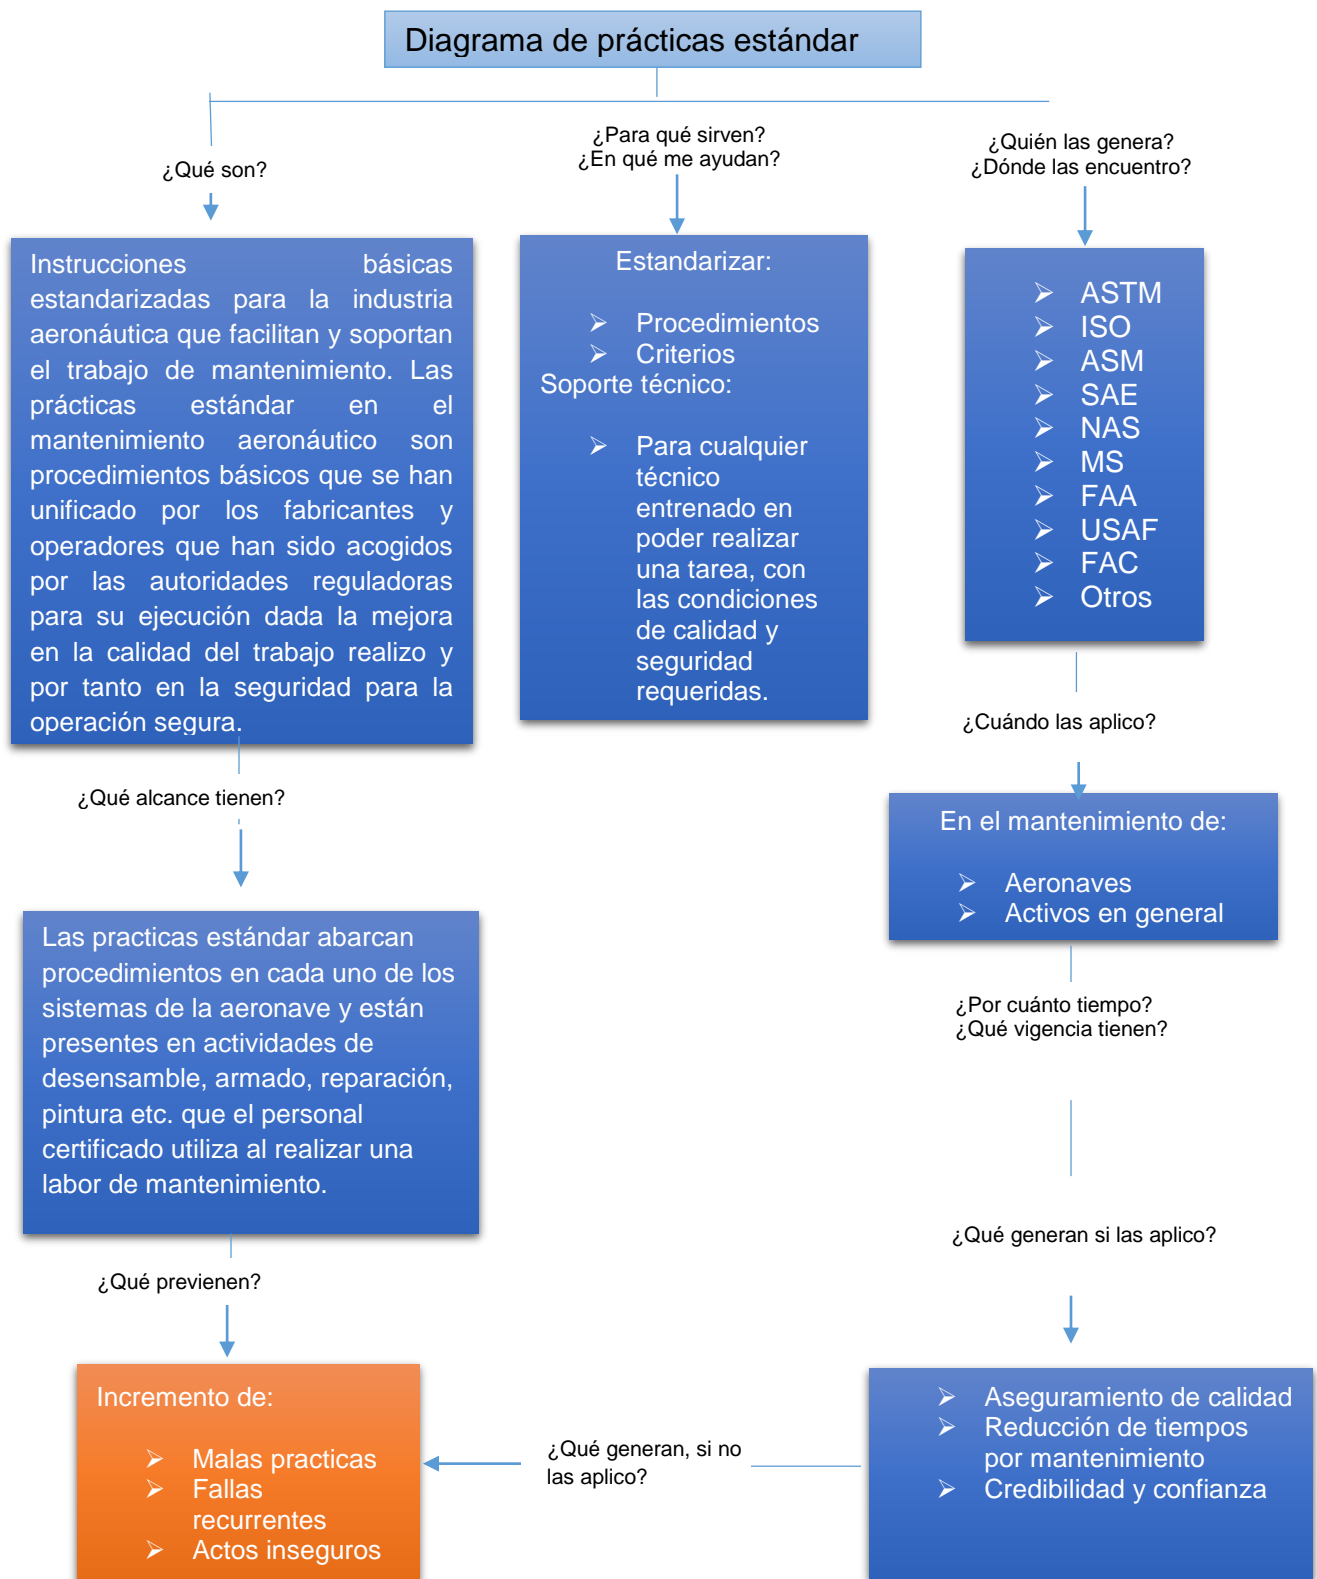 Diagrama de prácticas estándar
¿Qué son?
¿Para qué sirven?
¿En qué me ayudan?
¿Quién las genera?
¿Dónde las encuentro?
Instrucciones básicas
estandarizadas para la industria
aeronáutica que facilitan y soportan
el trabajo de mantenimiento. Las
prácticas estándar en el
mantenimiento aeronáutico son
procedimientos básicos que se han
unificado por los fabricantes y
operadores que han sido acogidos
por las autoridades reguladoras
para su ejecución dada la mejora
en la calidad del trabajo realizo y
por tanto en la seguridad para la
operación segura.
Estandarizar:
➢ Procedimientos
➢ Criterios
Soporte técnico:
➢ Para cualquier
técnico
entrenado en
poder realizar
una tarea, con
las condiciones
de calidad y
seguridad
requeridas.
➢ ASTM
➢ ISO
➢ ASM
➢ SAE
➢ NAS
➢ MS
➢ FAA
➢ USAF
➢ FAC
➢ Otros
¿Cuándo las aplico?
¿Qué alcance tienen?
En el mantenimiento de:
➢ Aeronaves
➢ Activos en general
Las practicas estándar abarcan
procedimientos en cada uno de los
sistemas de la aeronave y están
presentes en actividades de
desensamble, armado, reparación,
pintura etc. que el personal
certificado utiliza al realizar una
labor de mantenimiento.
¿Por cuánto tiempo?
¿Qué vigencia tienen?
¿Qué generan si las aplico?
¿Qué previenen?
Incremento de:
➢ Malas practicas
➢ Fallas
recurrentes
➢ Actos inseguros
¿Qué generan, si no
las aplico?
➢ Aseguramiento de calidad
➢ Reducción de tiempos
por mantenimiento
➢ Credibilidad y confianza